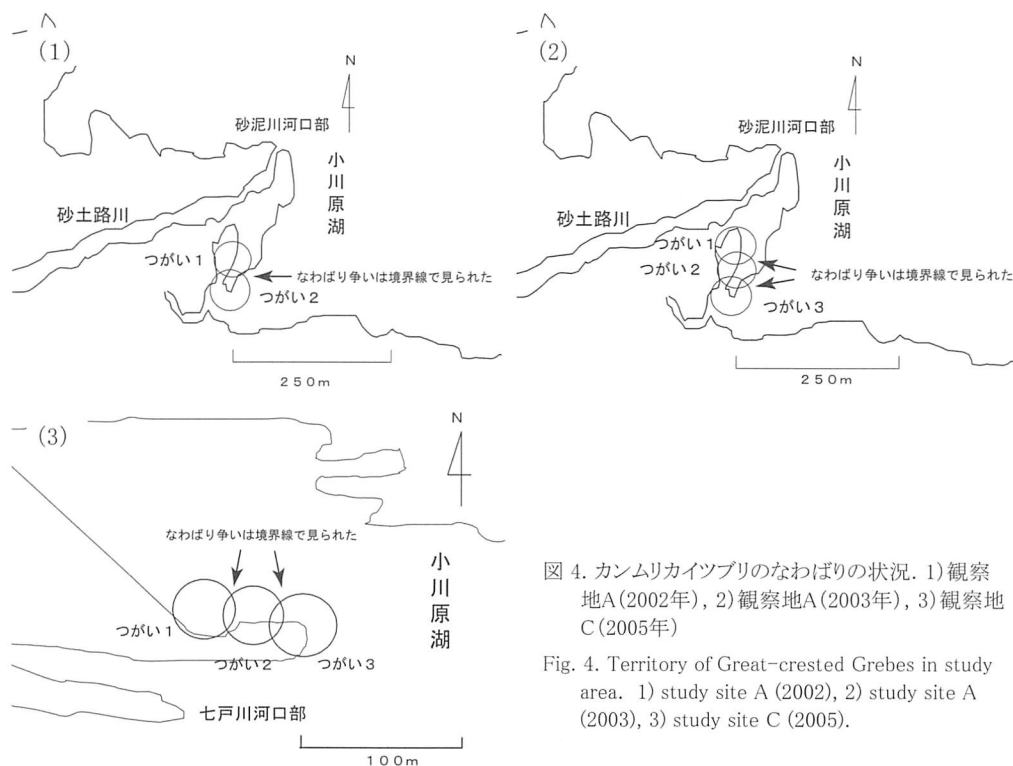 (1)
N
砂泥川河口部
小川原湖
砂土路川
つがい1
なわばり争いは境界線で見られた
つがい2
250m
(2)
N
砂泥川河口部
小川原湖
砂土路川
つがい1
つがい2
なわばり争いは境界線で見られた
つがい3
250m
(3)
N
なわばり争いは境界線で見られた
小川原湖
つがい1
つがい2
つがい3
七戸川河口部
100m
図 4. カンムリカイツブリのなわばりの状況. 1)観察
地A(2002年), 2)観察地A(2003年), 3)観察地
C(2005年)
Fig. 4. Territory of Great-crested Grebes in study
area. 1) study site A (2002), 2) study site A
(2003), 3) study site C (2005).